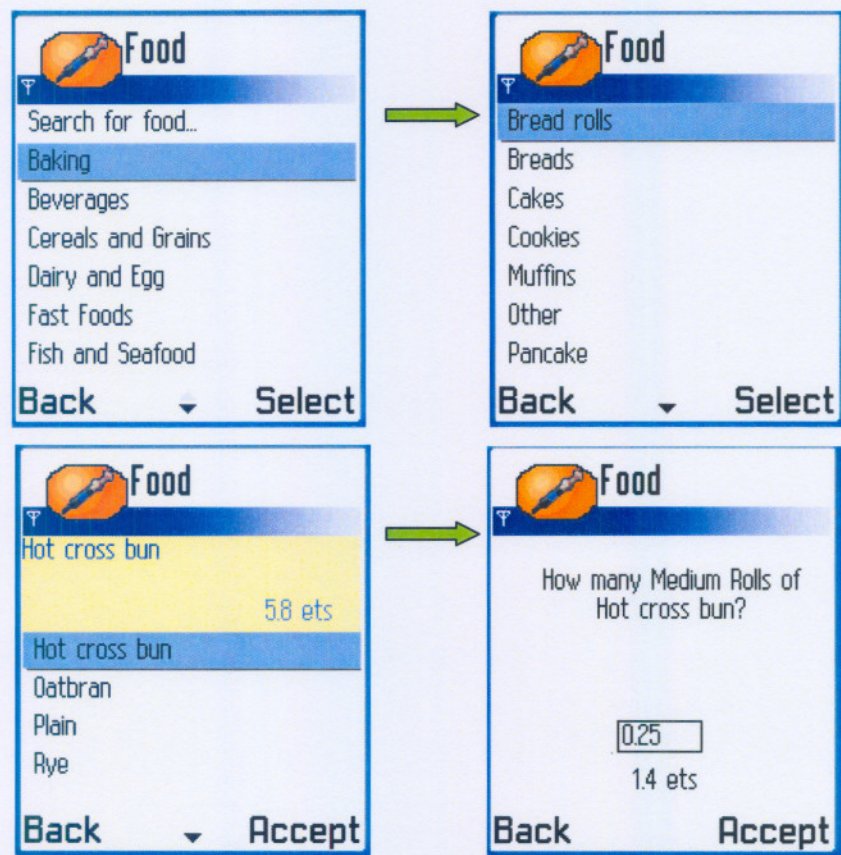 Food
Search for food...
Baking
Beverages
Cereals and Grains
Dairy and Egg
Fast Foods
Fish and Seafood
Back Select
Food
Bread rolls
Breads
Cakes
Cookies
Muffins
Other
Pancake
Back Select
Food
Hot cross bun
5.8 ets
Hot cross bun
Oatbran
Plain
Rye
Back Accept
Food
How many Medium Rolls of
Hot cross bun?
0.25
1.4 ets
Back Accept